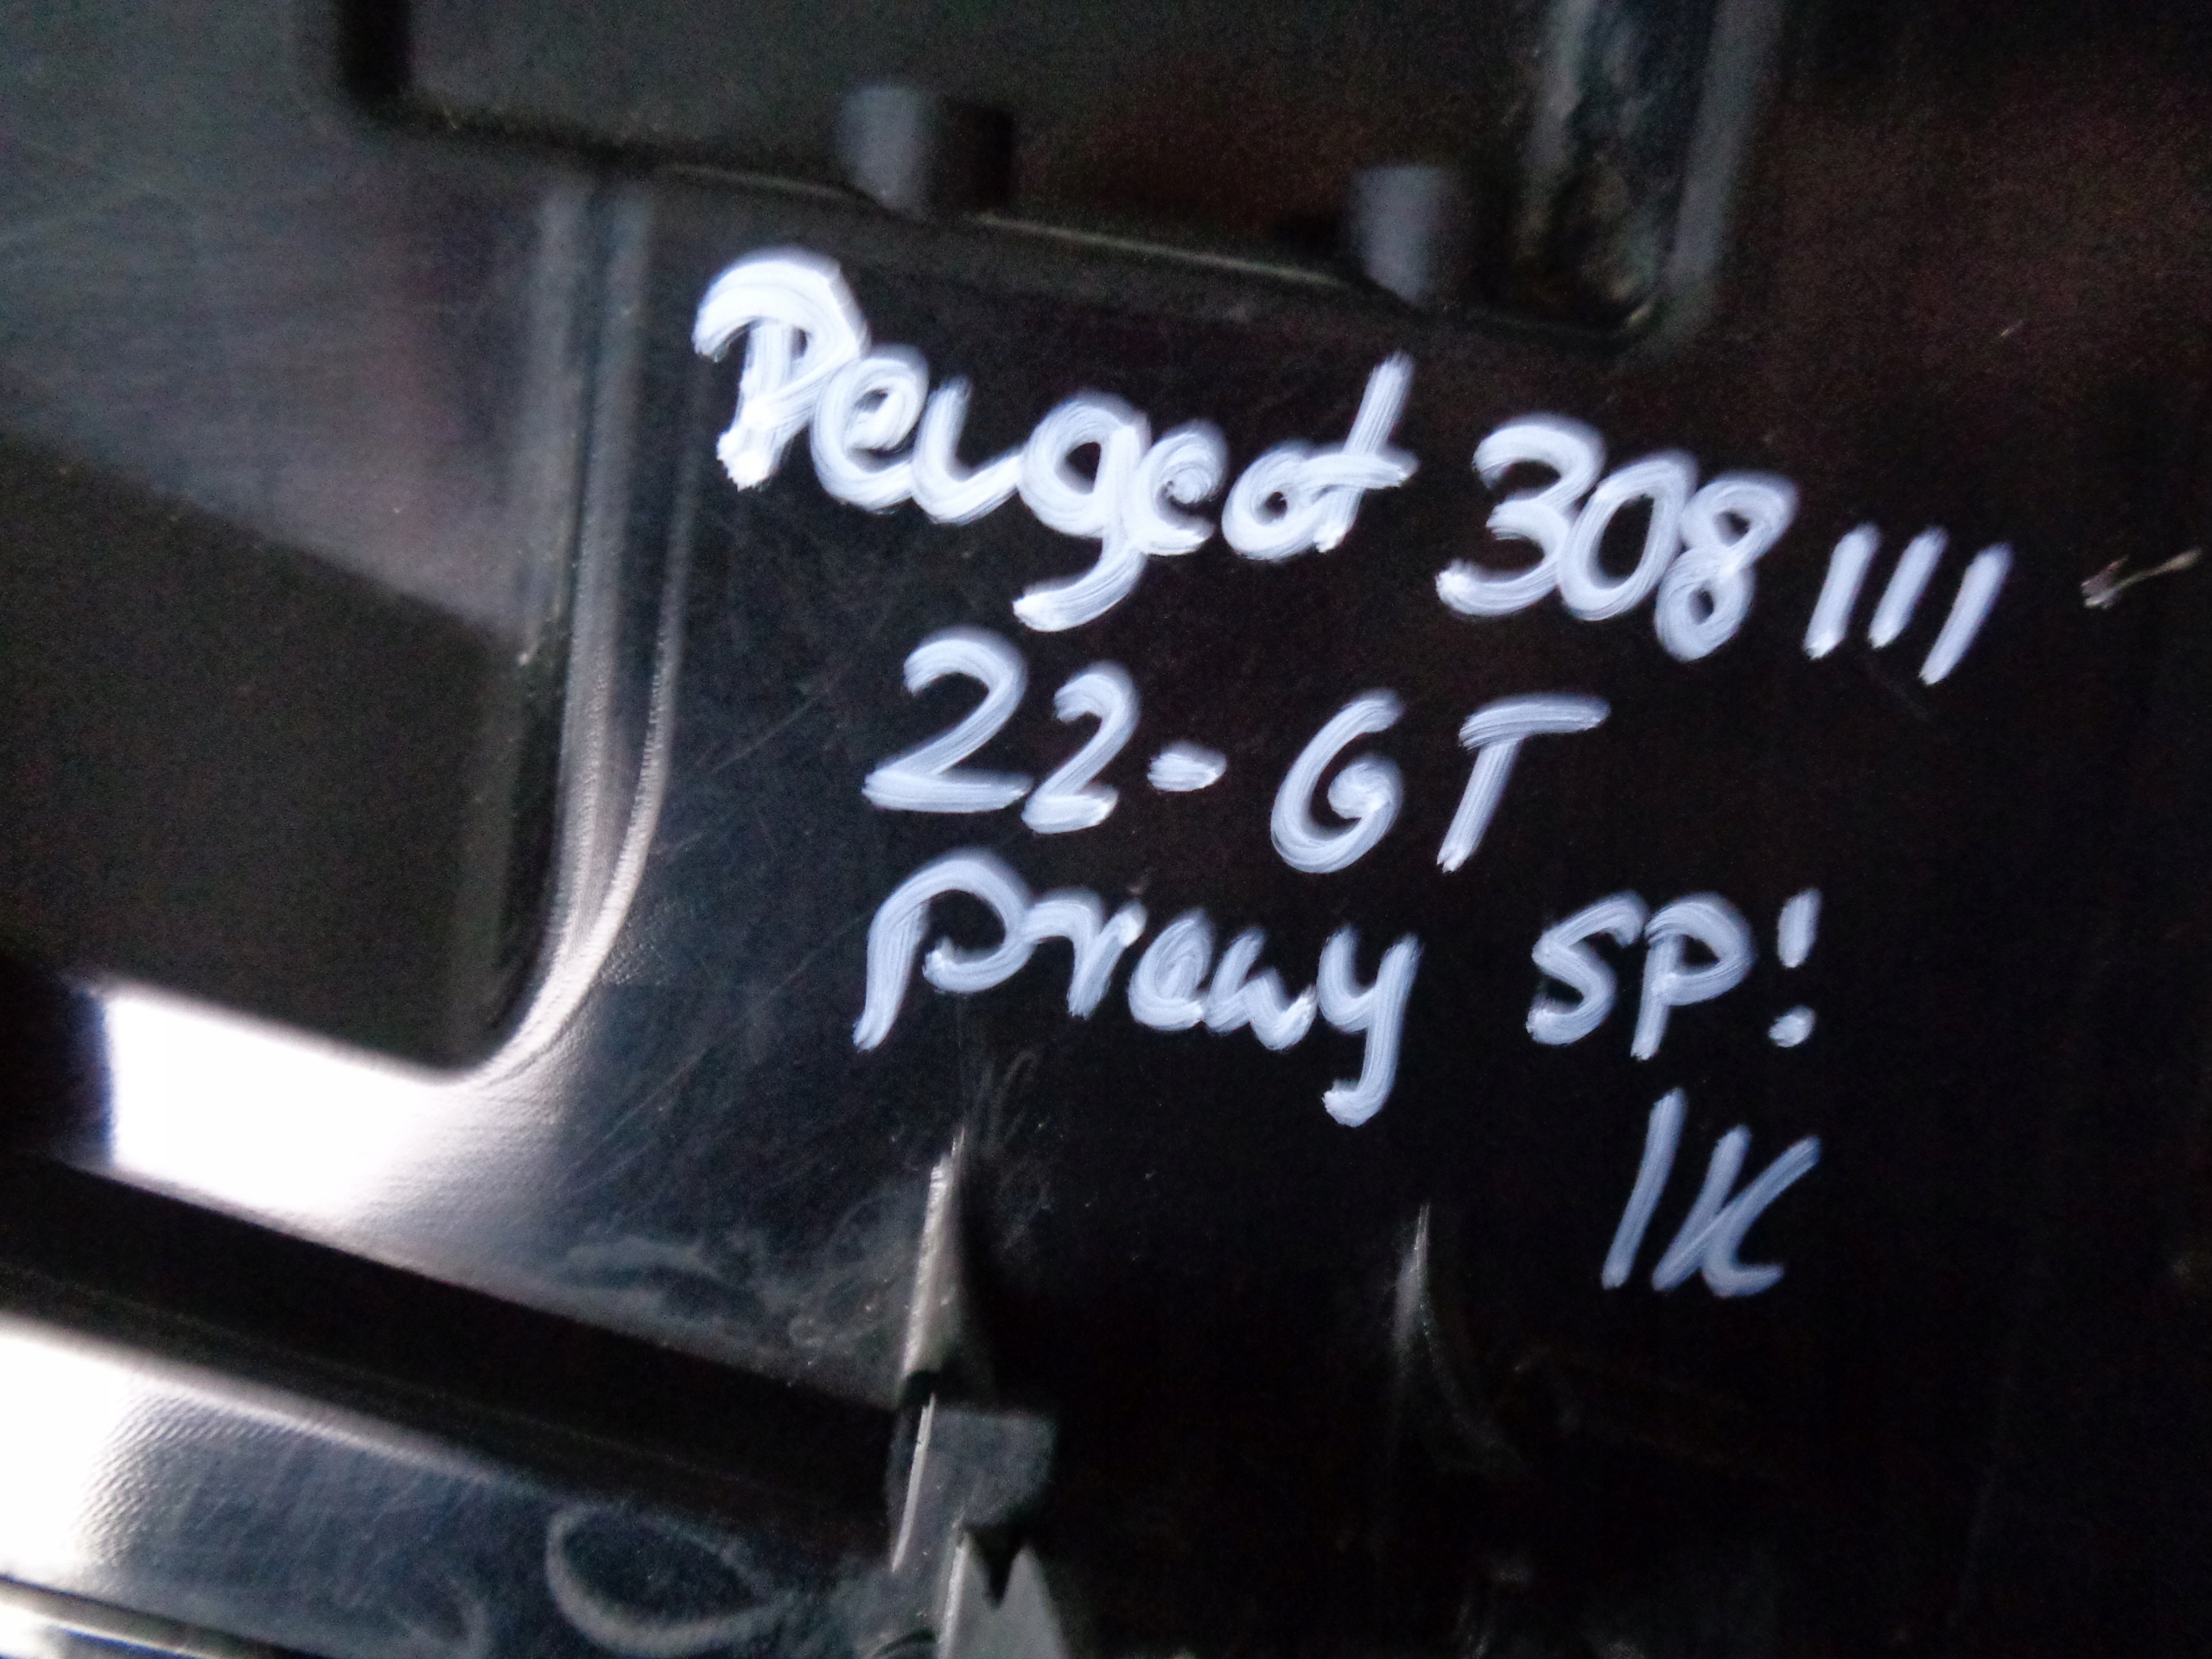 Peugeot 308 III
22-GT
prawy SP!
1K